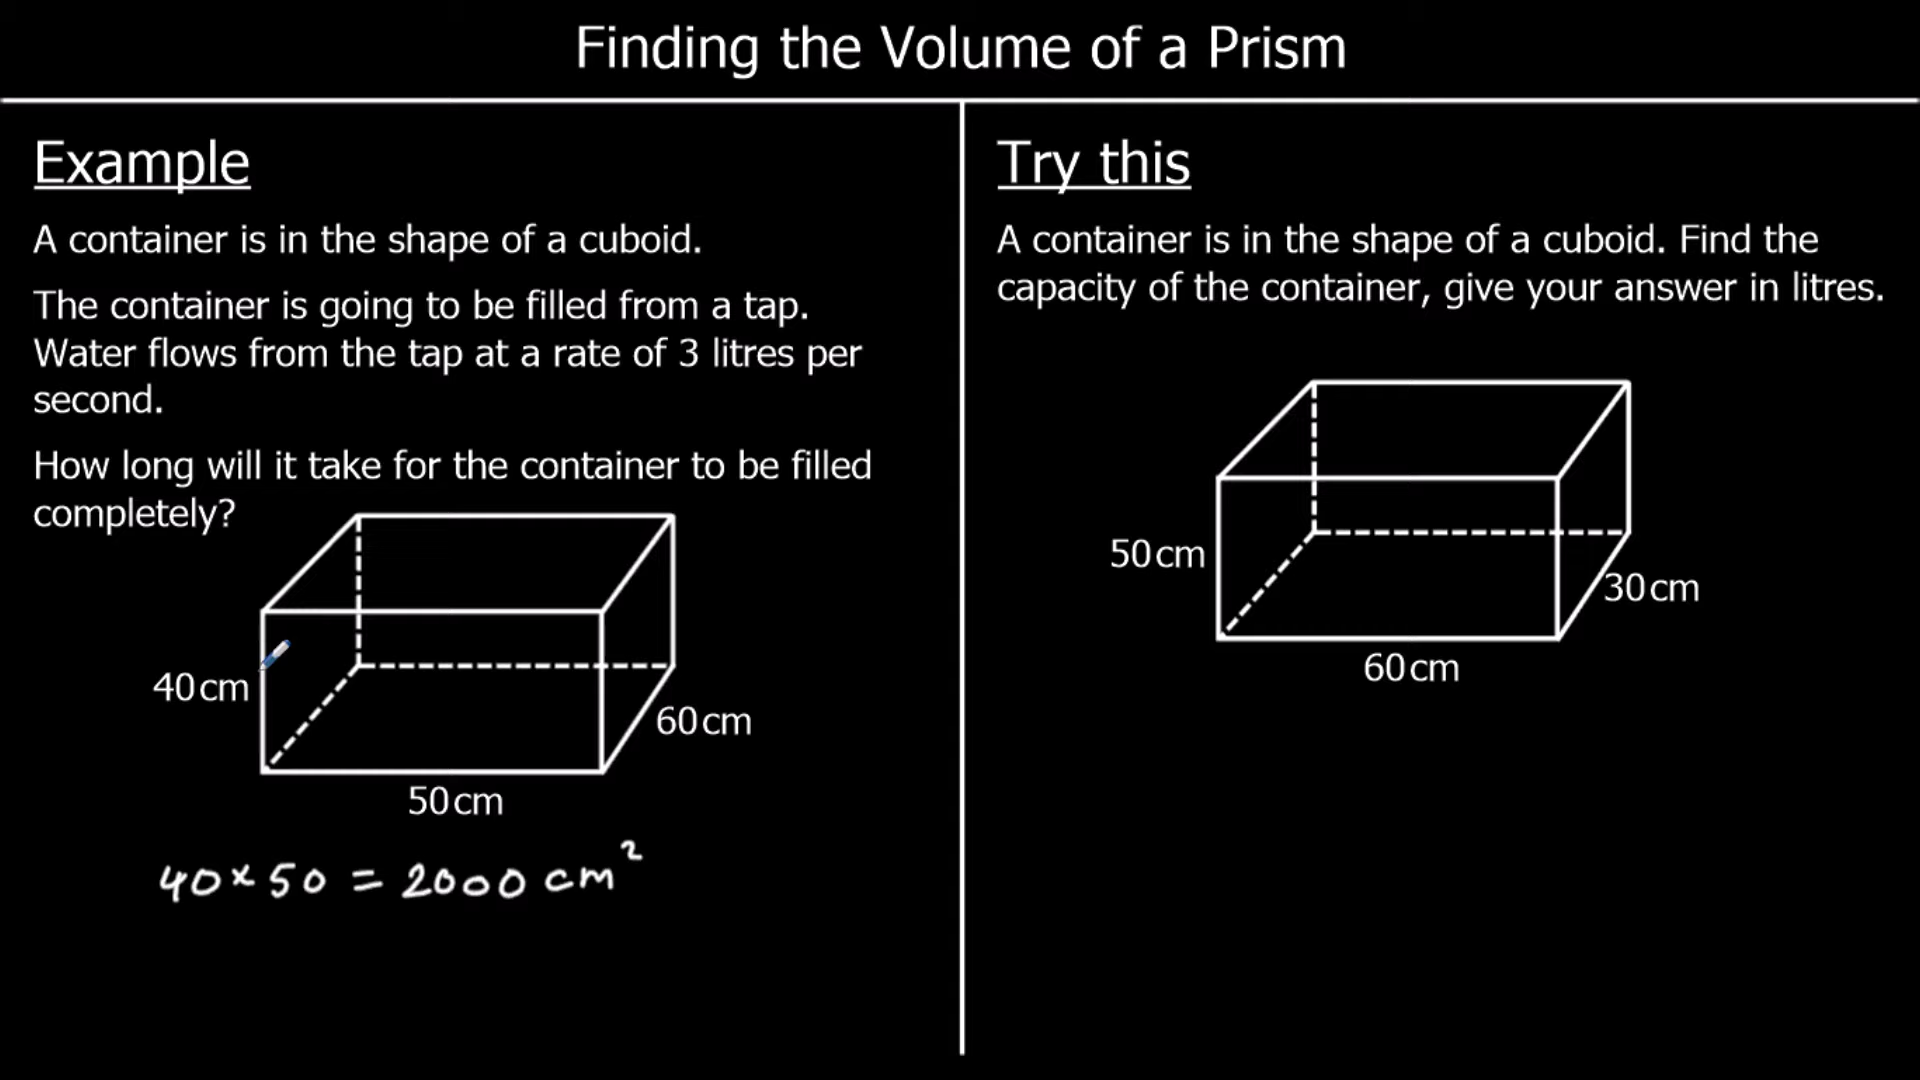 Finding the Volume of a Prism
Example
A container is in the shape of a cuboid.
The container is going to be filled from a tap.
Water flows from the tap at a rate of 3 litres per
second.
How long will it take for the container to be filled
completely?
40cm
60cm
50cm
40×50 = 2000 cm²
Try this
A container is in the shape of a cuboid. Find the
capacity of the container, give your answer in litres.
50cm
30cm
60cm